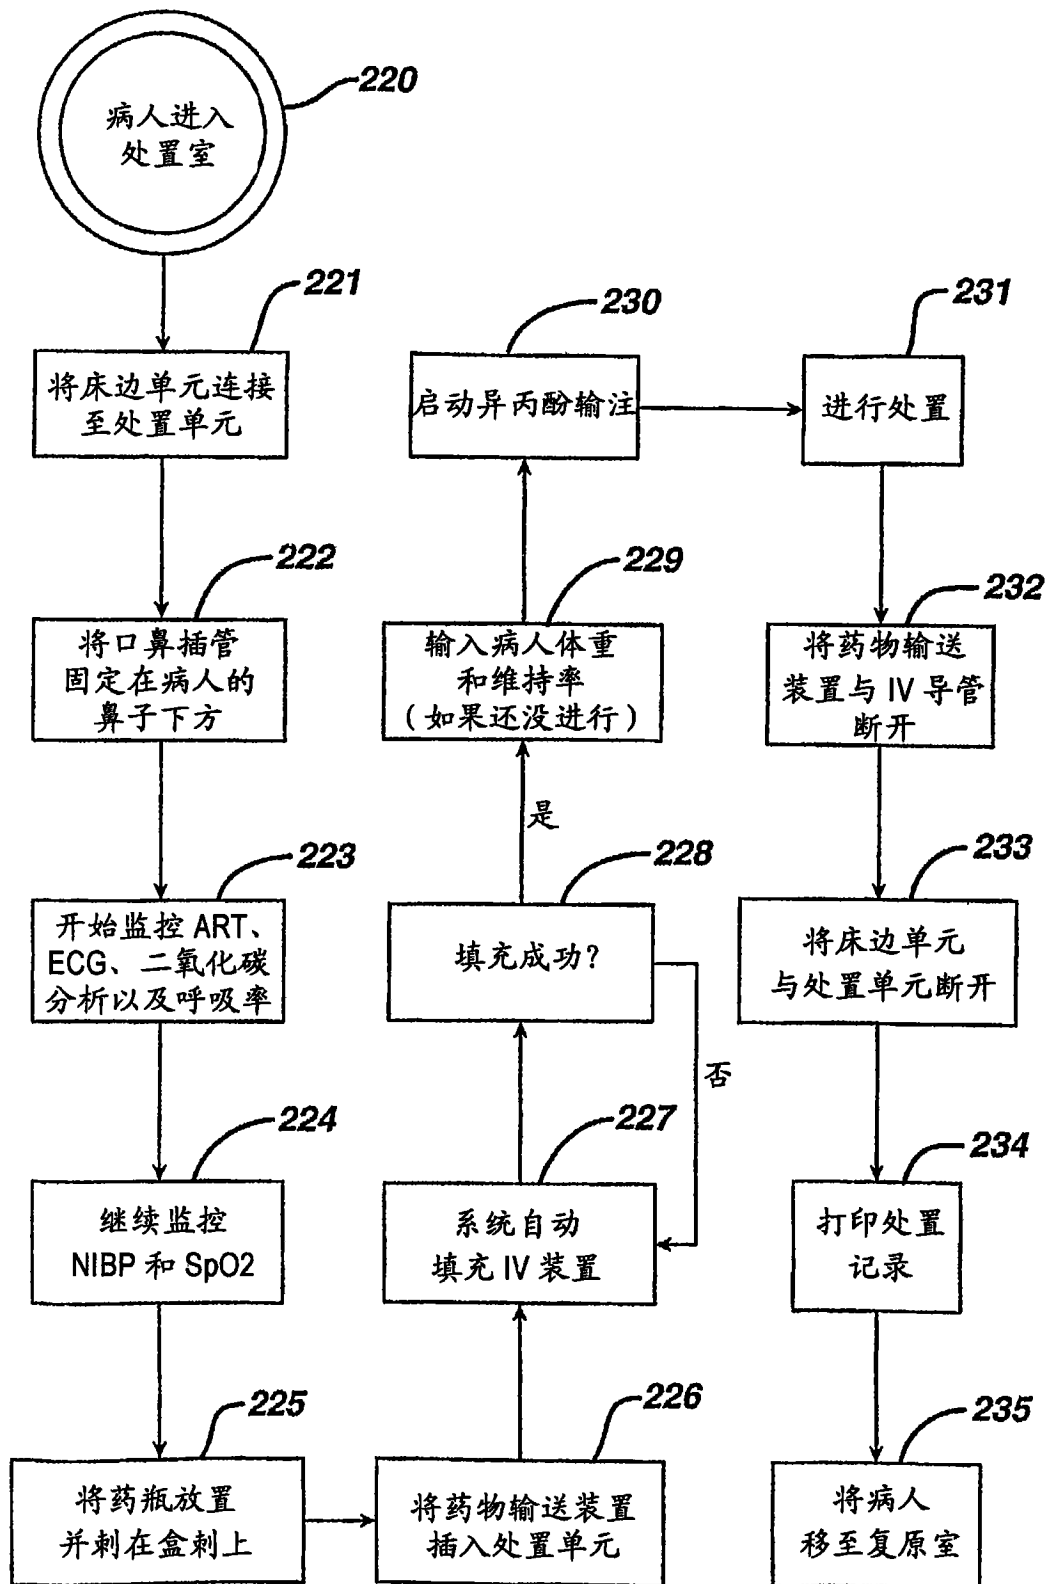 220
病人进入
处置室
221
将床边单元连接
至处置单元
222
将口鼻插管
固定在病人的
鼻子下方
223
开始监控 ART、
ECG、二氧化碳
分析以及呼吸率
224
继续监控
NIBP 和 SpO2
225
将药瓶放置
并刺在盒刺上
226
将药物输送装置
插入处置单元
227
系统自动
填充 IV 装置
228
填充成功?
是
否
229
输入病人体重
和维持率
(如果还没进行)
230
启动异丙酚输注
231
进行处置
232
将药物输送
装置与 IV 导管
断开
233
将床边单元
与处置单元断开
234
打印处置
记录
235
将病人
移至复原室